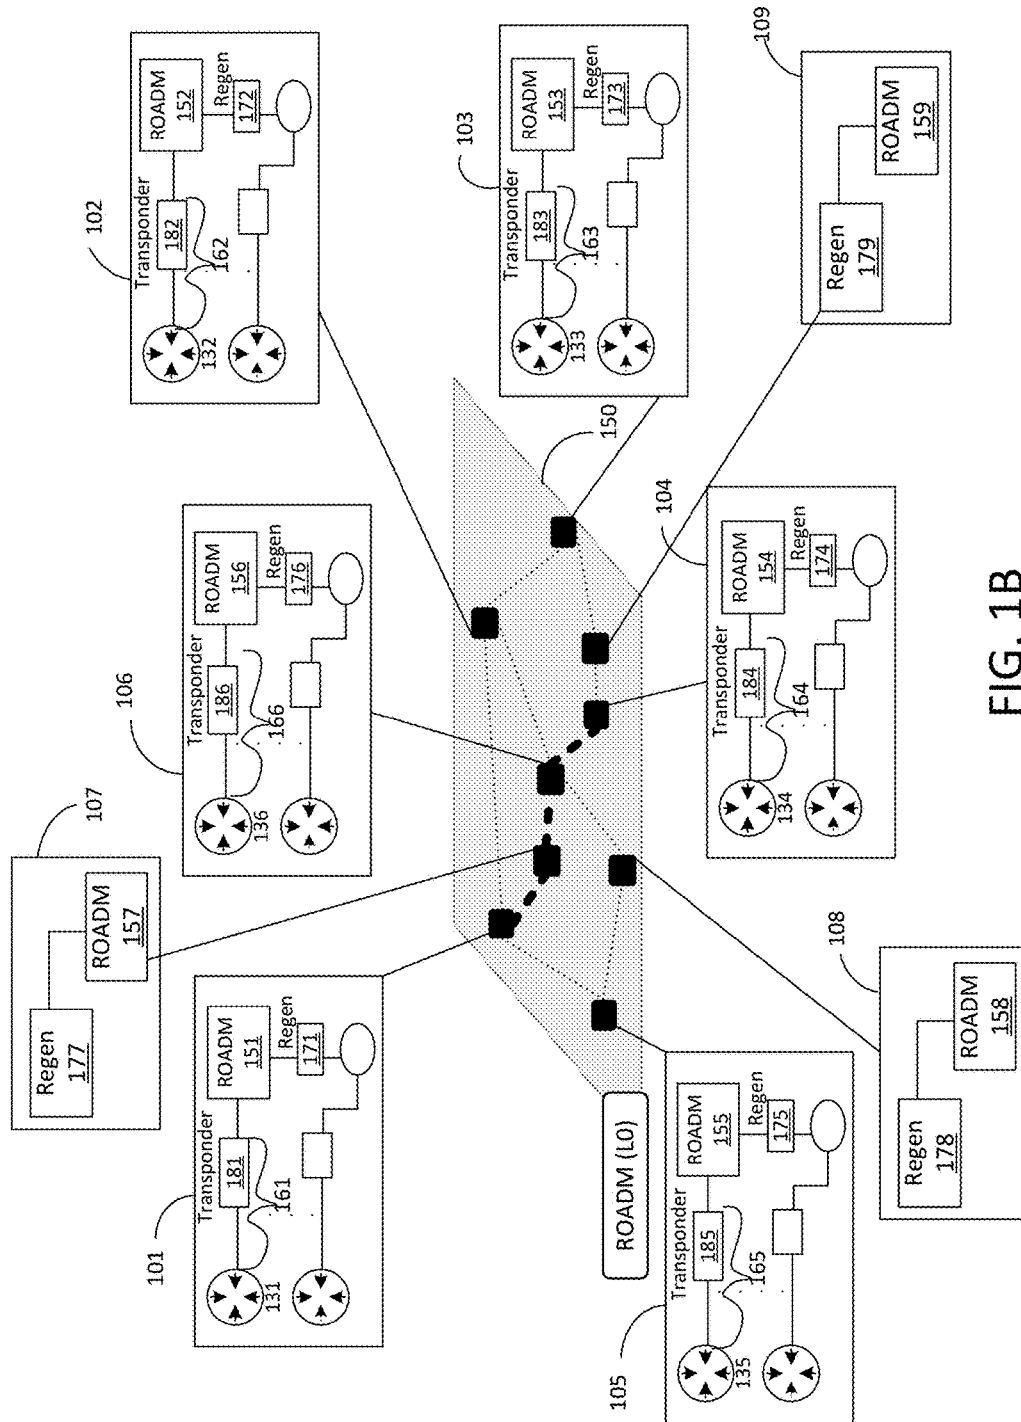 101
Transponder
181
131
161
ROADM
151
Regen
171
107
Regen
177
ROADM
157
106
Transponder
186
136
166
ROADM
156
Regen
176
102
Transponder
182
132
162
ROADM
152
Regen
172
103
Transponder
183
133
163
ROADM
153
Regen
173
150
ROADM (L0)
105
Transponder
185
135
165
ROADM
155
Regen
175
108
Regen
178
ROADM
158
104
Transponder
184
134
164
ROADM
154
Regen
174
109
Regen
179
ROADM
159
FIG. 1B